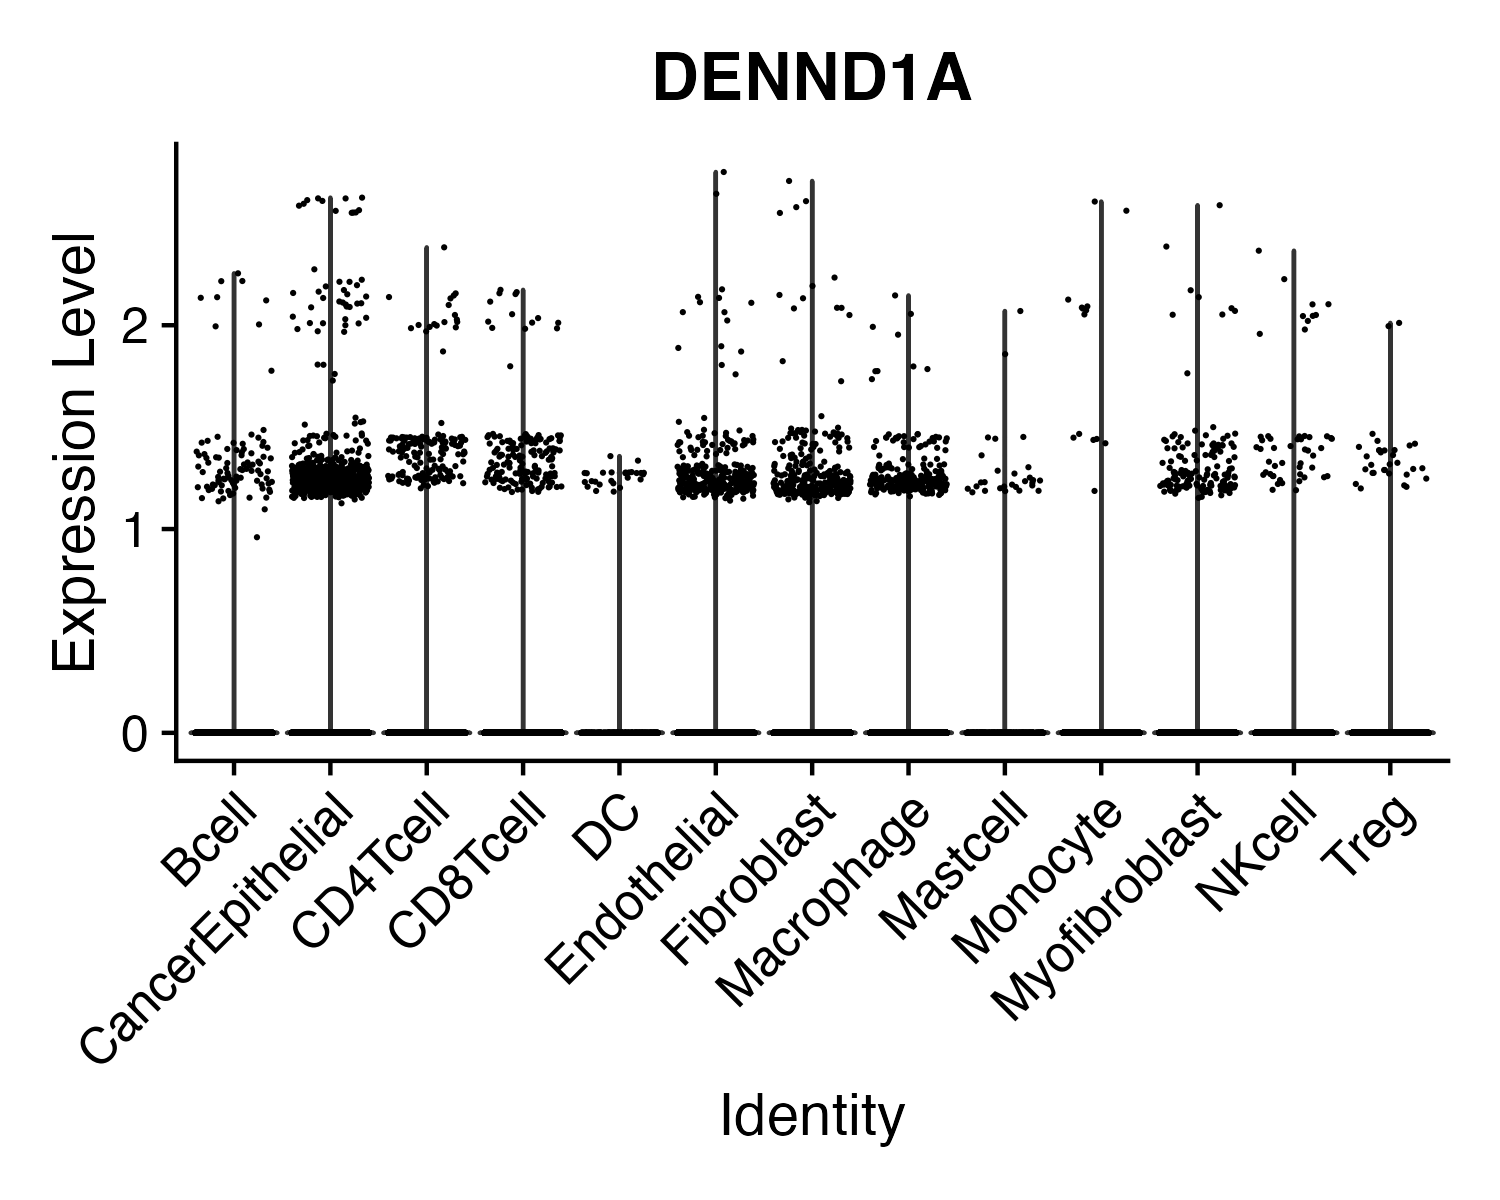 DENND1A
Expression Level
2
1
0
Bcell
CancerEpithelial
CD4Tcell
CD8Tcell
DC
Endothelial
Fibroblast
Macrophage
Mastcell
Monocyte
Myofibroblast
NKcell
Treg
Identity